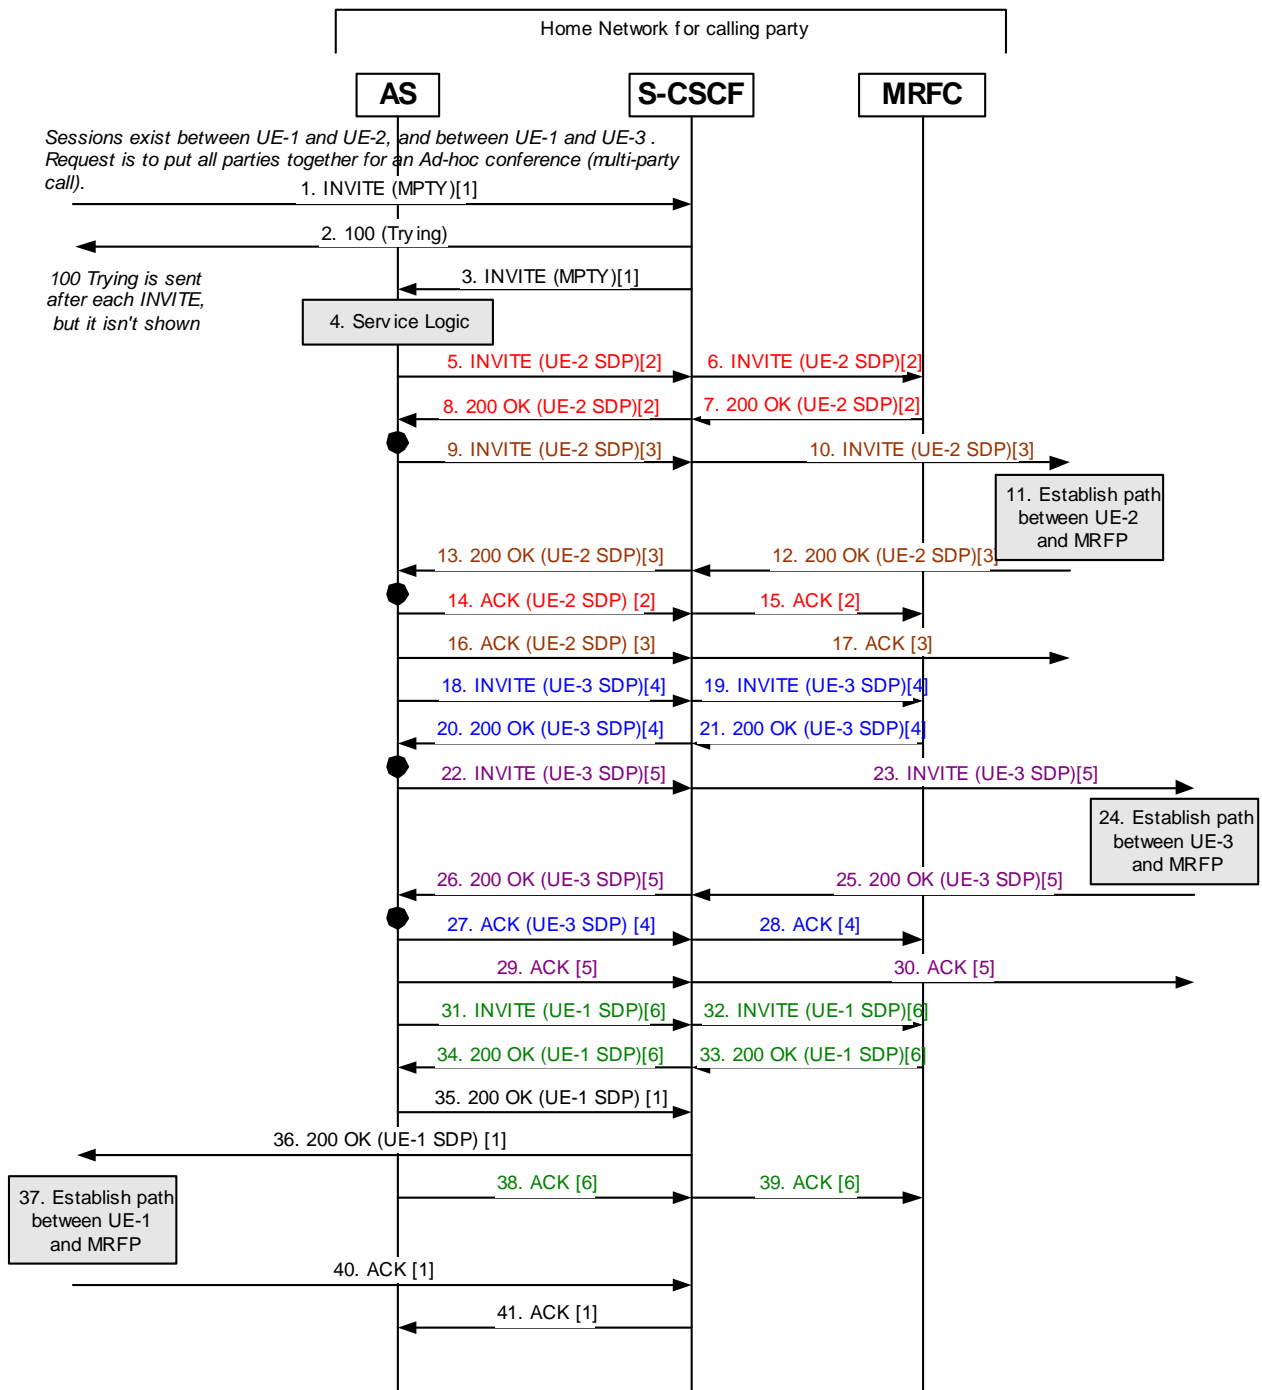 Home Network for calling party
AS
S-CSCF
MRFC
Sessions exist between UE-1 and UE-2, and between UE-1 and UE-3 .
Request is to put all parties together for an Ad-hoc conference (multi-party
call).
1. INVITE (MPTY)[1]
2. 100 (Trying)
100 Trying is sent
after each INVITE,
but it isn't shown
3. INVITE (MPTY)[1]
4. Service Logic
5. INVITE (UE-2 SDP)[2]
6. INVITE (UE-2 SDP)[2]
8. 200 OK (UE-2 SDP)[2]
7. 200 OK (UE-2 SDP)[2]
9. INVITE (UE-2 SDP)[3]
10. INVITE (UE-2 SDP)[3]
11. Establish path
between UE-2
and MRFP
13. 200 OK (UE-2 SDP)[3]
12. 200 OK (UE-2 SDP)[3]
14. ACK (UE-2 SDP) [2]
15. ACK [2]
16. ACK (UE-2 SDP) [3]
17. ACK [3]
18. INVITE (UE-3 SDP)[4]
19. INVITE (UE-3 SDP)[4]
20. 200 OK (UE-3 SDP)[4]
21. 200 OK (UE-3 SDP)[4]
22. INVITE (UE-3 SDP)[5]
23. INVITE (UE-3 SDP)[5]
24. Establish path
between UE-3
and MRFP
26. 200 OK (UE-3 SDP)[5]
25. 200 OK (UE-3 SDP)[5]
27. ACK (UE-3 SDP) [4]
28. ACK [4]
29. ACK [5]
30. ACK [5]
31. INVITE (UE-1 SDP)[6]
32. INVITE (UE-1 SDP)[6]
34. 200 OK (UE-1 SDP)[6]
33. 200 OK (UE-1 SDP)[6]
35. 200 OK (UE-1 SDP) [1]
36. 200 OK (UE-1 SDP) [1]
37. Establish path
between UE-1
and MRFP
38. ACK [6]
39. ACK [6]
40. ACK [1]
41. ACK [1]